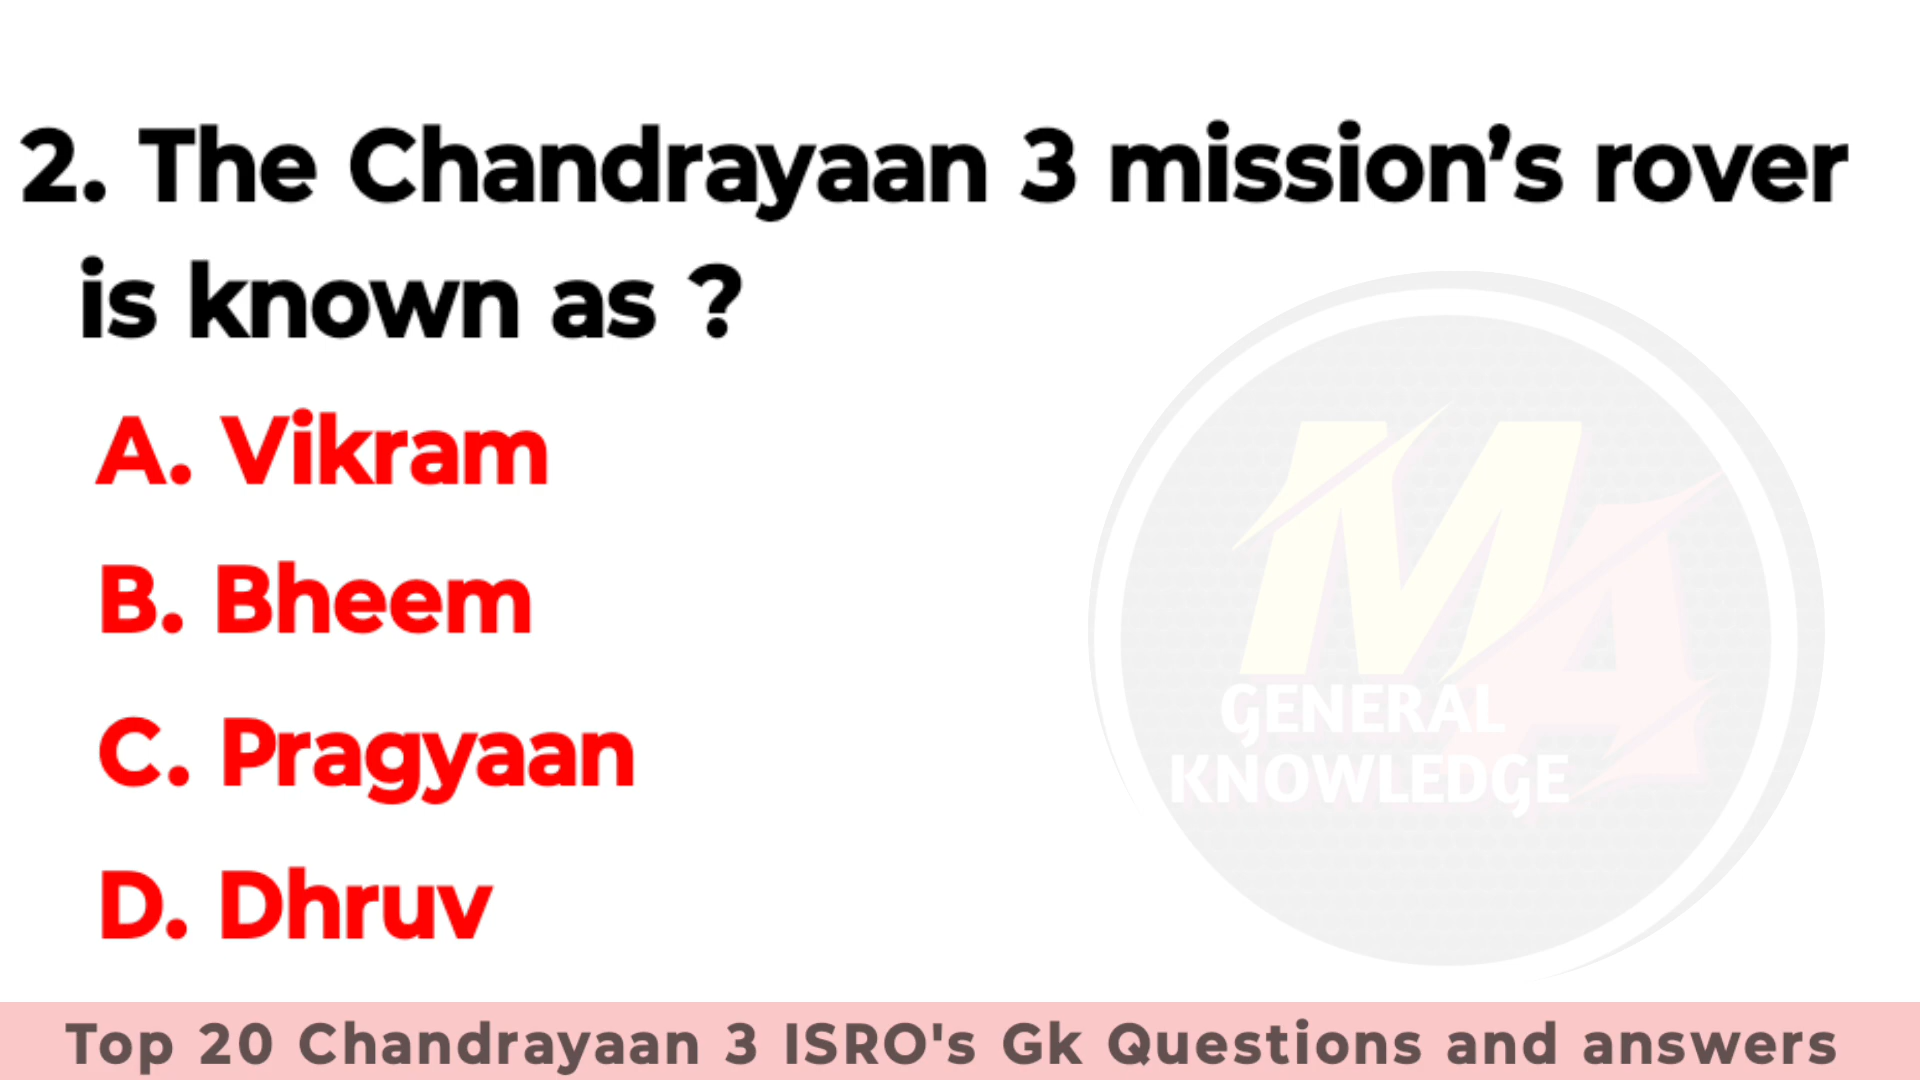 2. The Chandrayaan 3 mission’s rover
is known as ?
A. Vikram
B. Bheem
C. Pragyaan
D. Dhruv
MA
GENERAL
KNOWLEDGE
Top 20 Chandrayaan 3 ISRO's Gk Questions and answers